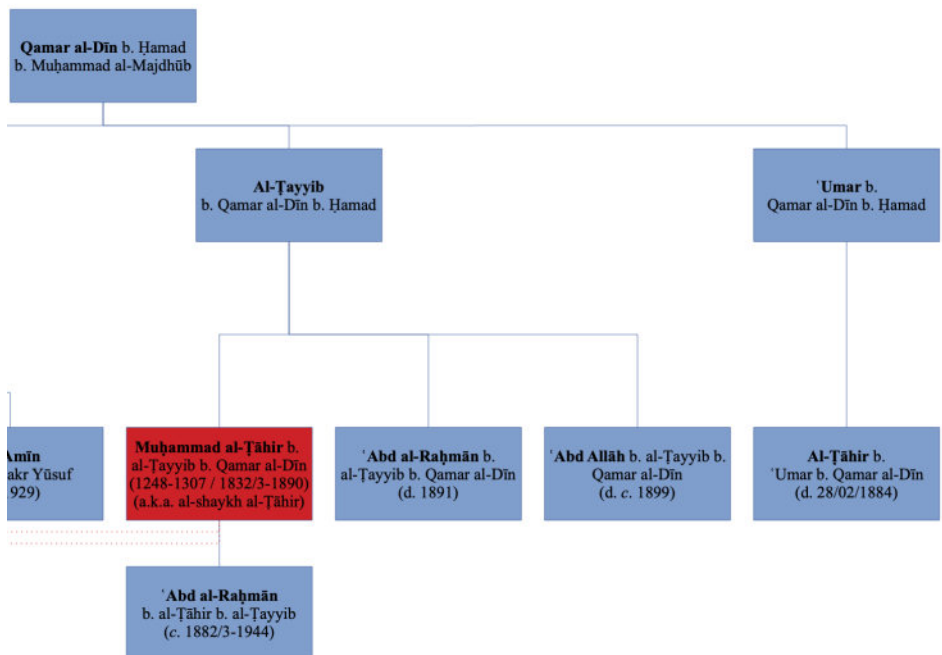 Qamar al-Dīn b. Ḥamad
b. Muḥammad al-Majdhūb
Al-Ṭayyib
b. Qamar al-Dīn b. Ḥamad
ʿUmar b.
Qamar al-Dīn b. Ḥamad
Amīn
akr Yūsuf
1929)
Muḥammad al-Ṭāhir b.
al-Ṭayyib b. Qamar al-Dīn
(1248-1307 / 1832/3-1890)
(a.k.a. al-shaykh al-Ṭāhir)
ʿAbd al-Raḥmān b.
al-Ṭayyib b. Qamar al-Dīn
(d. 1891)
ʿAbd Allāh b. al-Ṭayyib b.
Qamar al-Dīn
(d. c. 1899)
Al-Ṭāhir b.
ʿUmar b. Qamar al-Dīn
(d. 28/02/1884)
ʿAbd al-Raḥmān
b. al-Ṭāhir b. al-Ṭayyib
(c. 1882/3-1944)